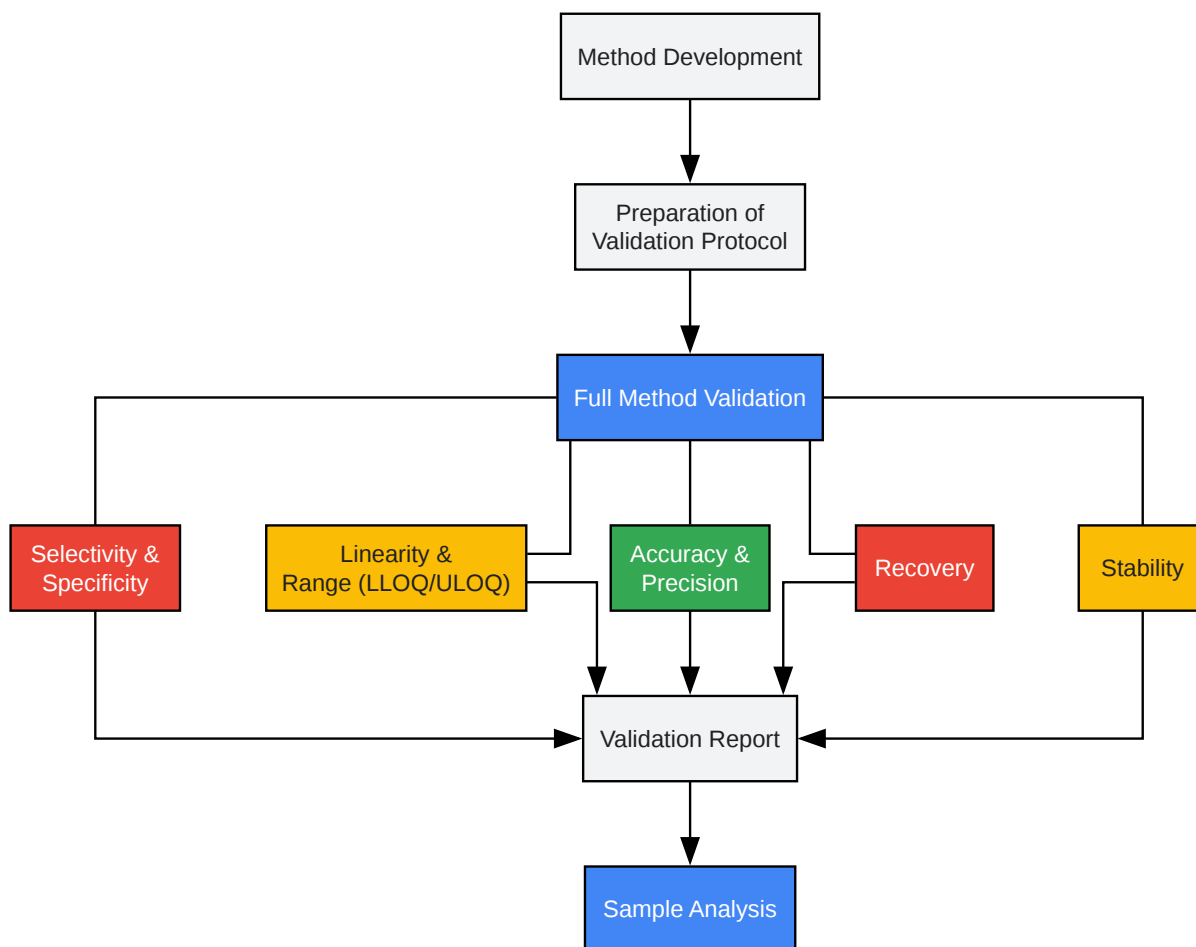 Method Development
Preparation of
Validation Protocol
Full Method Validation
Selectivity &
Specificity
Linearity &
Range (LLOQ/ULOQ)
Accuracy &
Precision
Recovery
Stability
Validation Report
Sample Analysis